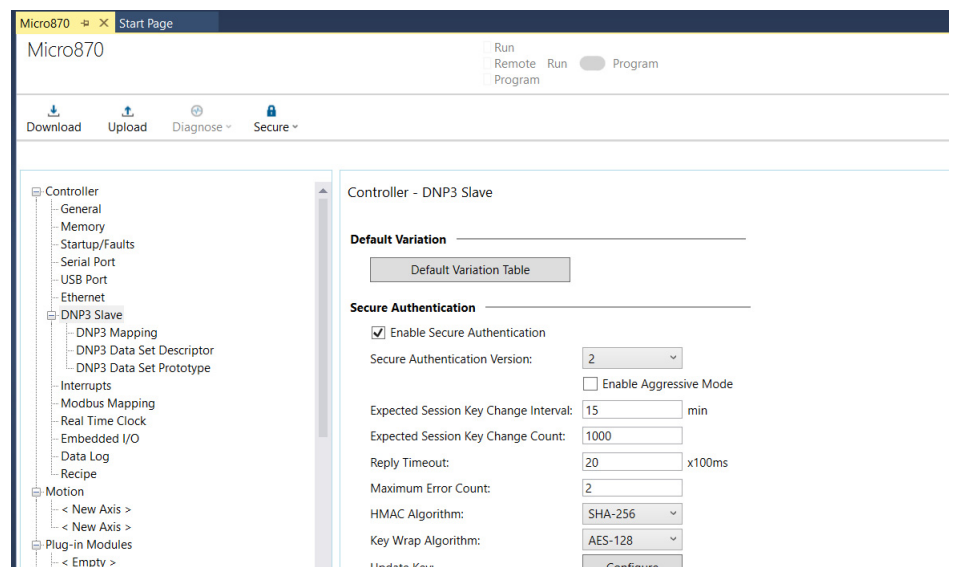 Micro870
Start Page
Micro870
Run
Remote Run Program
Program
Download Upload Diagnose Secure
Controller
General
Memory
Startup/Faults
Serial Port
USB Port
Ethernet
DNP3 Slave
DNP3 Mapping
DNP3 Data Set Descriptor
DNP3 Data Set Prototype
Interrupts
Modbus Mapping
Real Time Clock
Embedded I/O
Data Log
Recipe
Motion
< New Axis >
< New Axis >
Plug-in Modules
< Empty >
Controller - DNP3 Slave
Default Variation
Default Variation Table
Secure Authentication
Enable Secure Authentication
Secure Authentication Version: 2
Enable Aggressive Mode
Expected Session Key Change Interval: 15 min
Expected Session Key Change Count: 1000
Reply Timeout: 20 x100ms
Maximum Error Count: 2
HMAC Algorithm: SHA-256
Key Wrap Algorithm: AES-128
Update Key: Configure